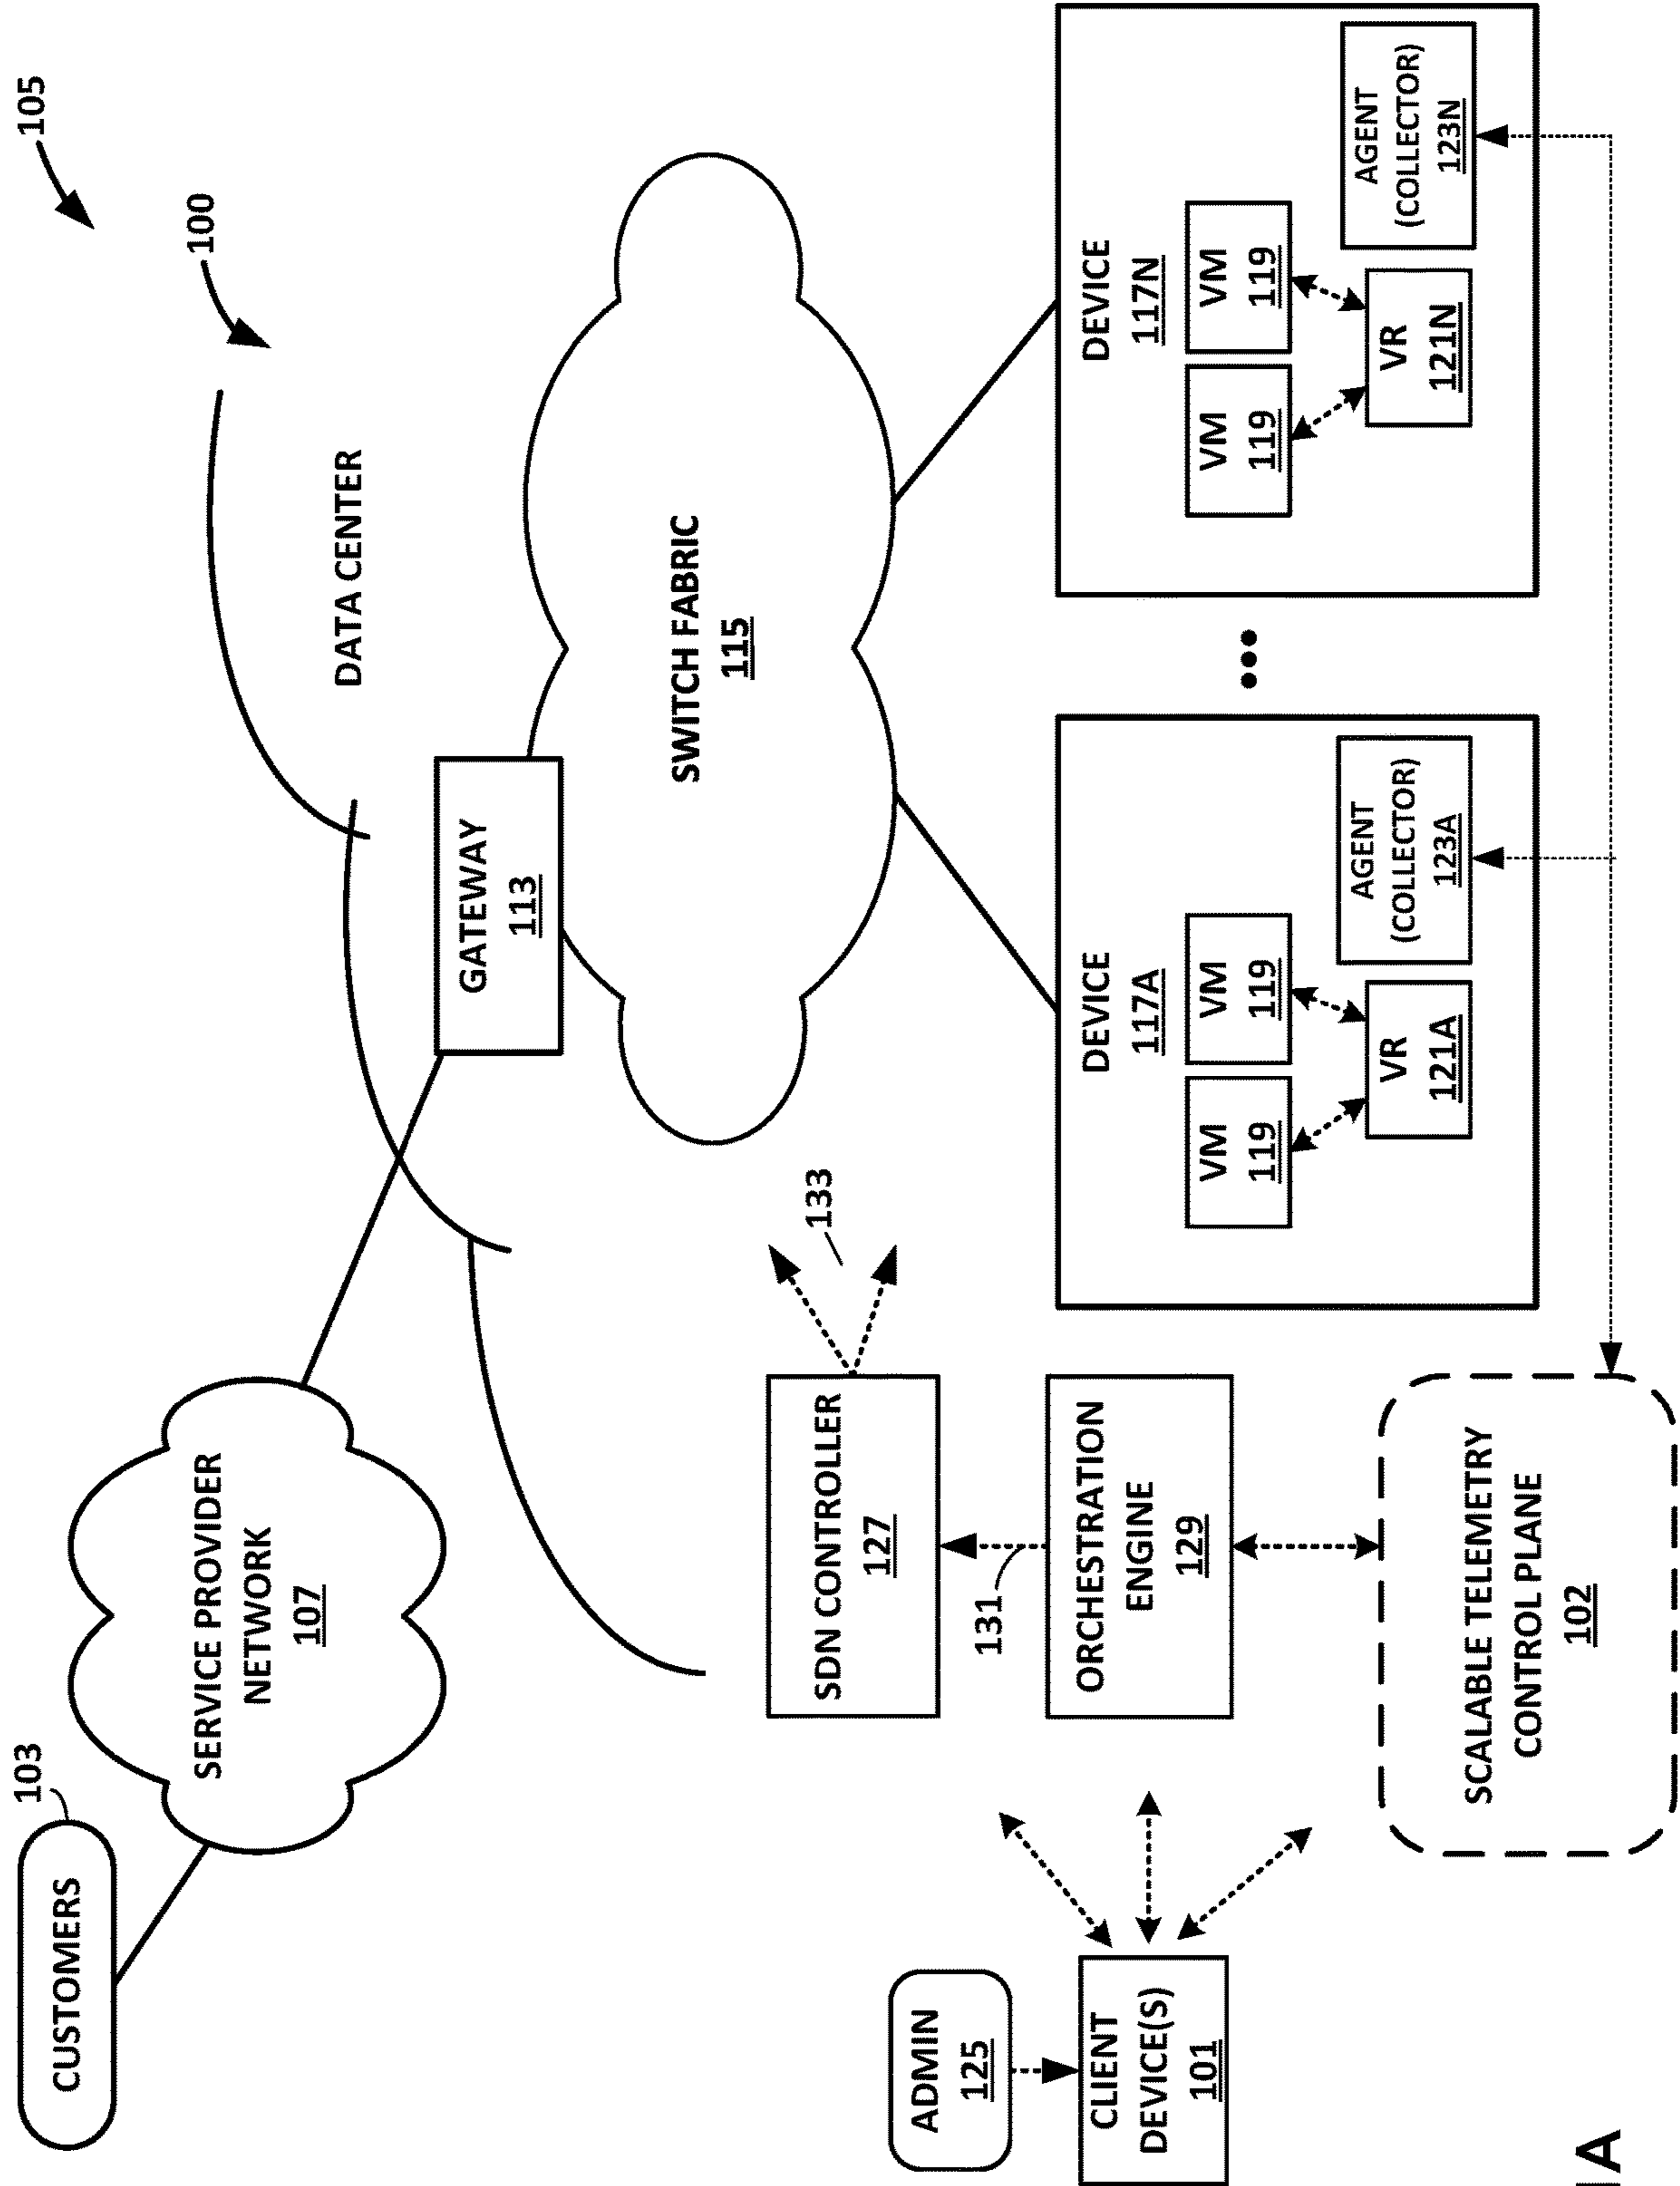 105
100
CUSTOMERS
103
SERVICE PROVIDER
NETWORK
107
DATA CENTER
GATEWAY
113
SWITCH FABRIC
115
133
SDN CONTROLLER
127
131
ORCHESTRATION
ENGINE
129
ADMIN
125
CLIENT
DEVICE(S)
101
SCALABLE TELEMETRY
CONTROL PLANE
102
DEVICE
117A
VM
119
VM
119
VR
121A
AGENT
(COLLECTOR)
123A
•••
DEVICE
117N
VM
119
VM
119
VR
121N
AGENT
(COLLECTOR)
123N
A